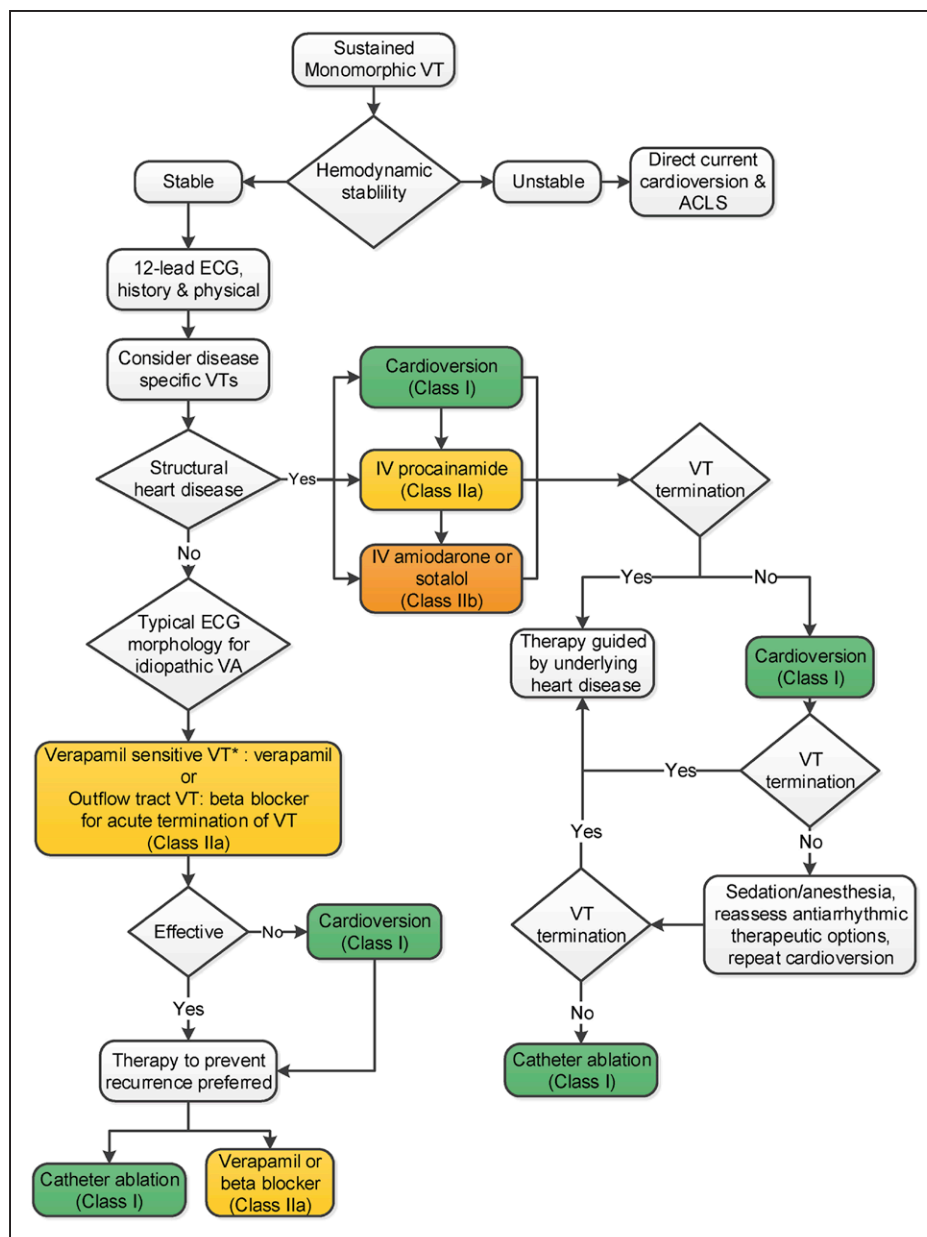 Sustained
Monomorphic VT
Hemodynamic
stablility
Stable
Unstable
Direct current
cardioversion &
ACLS
12-lead ECG,
history & physical
Consider disease
specific VTs
Structural
heart disease
Yes
Cardioversion
(Class I)
IV procainamide
(Class IIa)
IV amiodarone or
sotalol
(Class IIb)
VT
termination
Yes
No
Therapy guided
by underlying
heart disease
Cardioversion
(Class I)
VT
termination
Yes
No
Sedation/anesthesia,
reassess antiarrhythmic
therapeutic options,
repeat cardioversion
VT
termination
Yes
No
Catheter ablation
(Class I)
No
Typical ECG
morphology for
idiopathic VA
Verapamil sensitive VT* : verapamil
or
Outflow tract VT: beta blocker
for acute termination of VT
(Class IIa)
Effective
No
Cardioversion
(Class I)
Yes
Therapy to prevent
recurrence preferred
Catheter ablation
(Class I)
Verapamil or
beta blocker
(Class IIa)